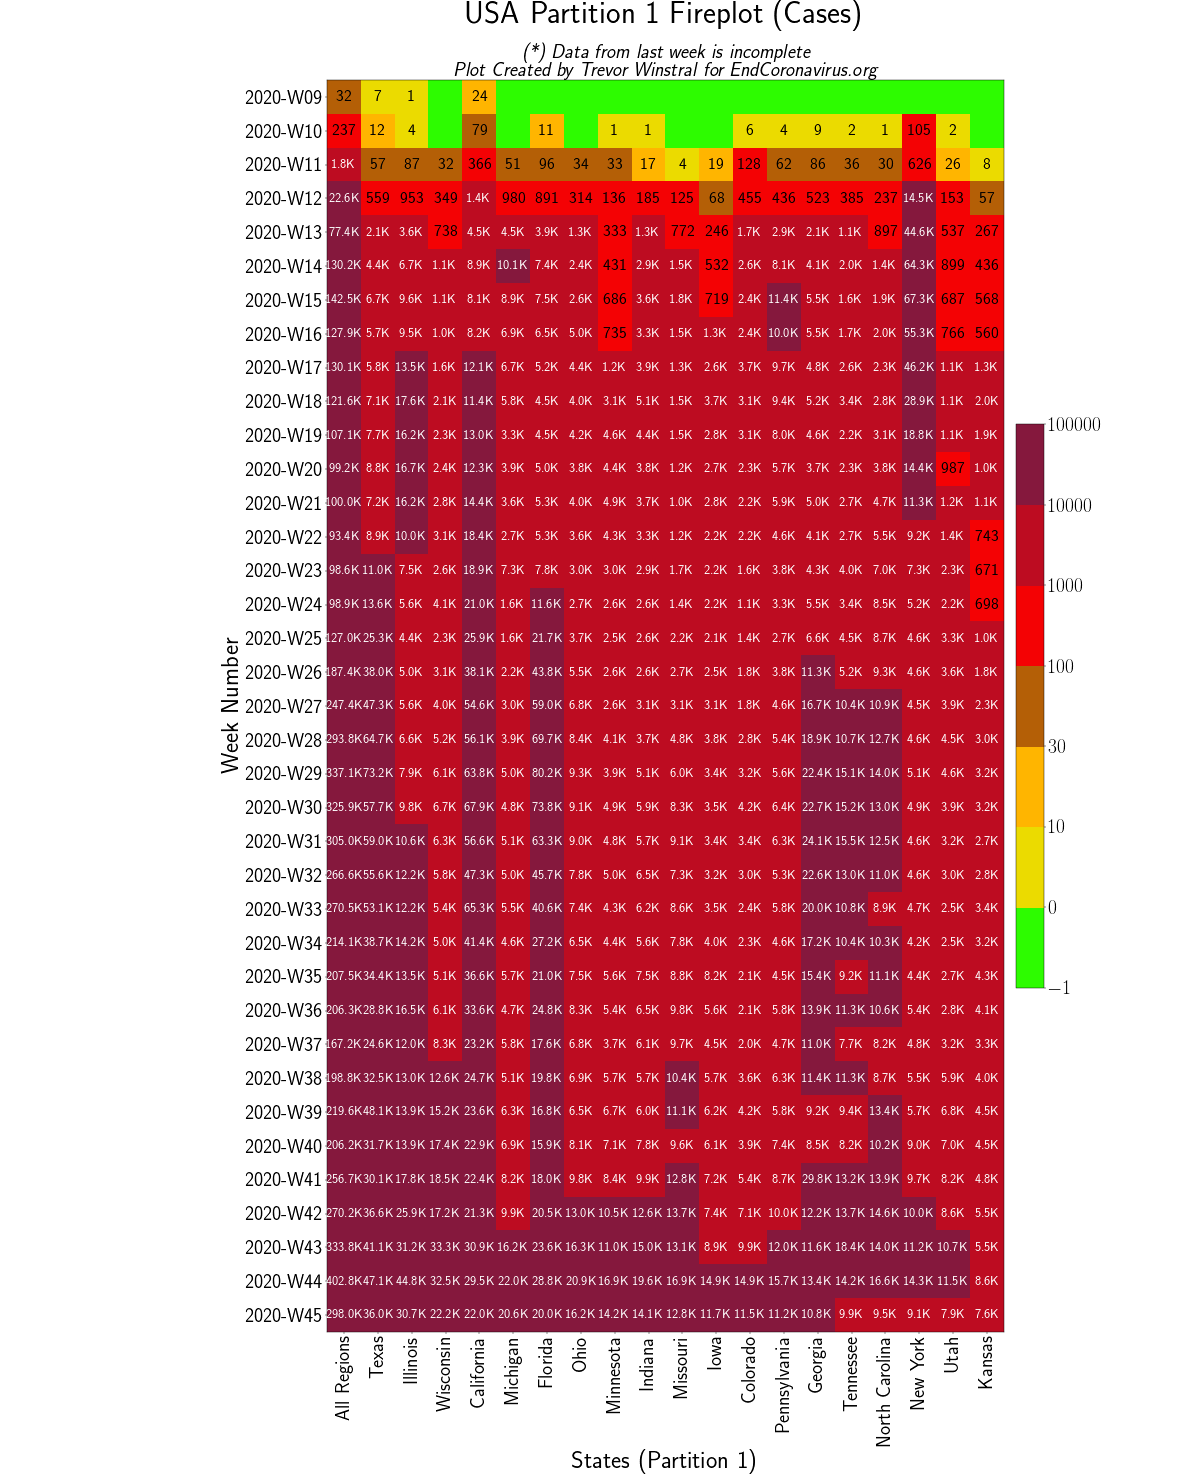 USA Partition 1 Fireplot (Cases)
(*) Data from last week is incomplete
Plot Created by Trevor Winstral for EndCoronavirus.org
2020-W09 32 7 1 24
2020-W10 237 12 4 79 11 1 1 6 4 9 2 1 105 2
2020-W11 1.8K 57 87 32 366 51 96 34 33 17 4 19 128 62 86 36 30 626 26 8
2020-W12 22.6K 559 953 349 1.4K 980 891 314 136 185 125 68 455 436 523 385 237 14.5K 153 57
2020-W13 77.4K 2.1K 3.6K 738 4.5K 4.5K 3.9K 1.3K 333 1.3K 772 246 1.7K 2.9K 2.1K 1.1K 897 44.6K 537 267
2020-W14 130.2K 4.4K 6.7K 1.1K 8.9K 10.1K 7.4K 2.4K 431 2.9K 1.5K 532 2.6K 8.1K 4.1K 2.0K 1.4K 64.3K 899 436
2020-W15 142.5K 6.7K 9.6K 1.1K 8.1K 8.9K 7.5K 2.6K 686 3.6K 1.8K 719 2.4K 11.4K 5.5K 1.6K 1.9K 67.3K 687 568
2020-W16 127.9K 5.7K 9.5K 1.0K 8.2K 6.9K 6.5K 5.0K 735 3.3K 1.5K 1.3K 2.4K 10.0K 5.5K 1.7K 2.0K 55.3K 766 560
2020-W17 130.1K 5.8K 13.5K 1.6K 12.1K 6.7K 5.2K 4.4K 1.2K 3.9K 1.3K 2.6K 3.7K 9.7K 4.8K 2.6K 2.3K 46.2K 1.1K 1.3K
2020-W18 121.6K 7.1K 17.6K 2.1K 11.4K 5.8K 4.5K 4.0K 3.1K 5.1K 1.5K 3.7K 3.1K 9.4K 5.2K 3.4K 2.8K 28.9K 1.1K 2.0K
2020-W19 107.1K 7.7K 16.2K 2.3K 13.0K 3.3K 4.5K 4.2K 4.6K 4.4K 1.5K 2.8K 3.1K 8.0K 4.6K 2.2K 3.1K 18.8K 1.1K 1.9K
2020-W20 99.2K 8.8K 16.7K 2.4K 12.3K 3.9K 5.0K 3.8K 4.4K 3.8K 1.2K 2.7K 2.3K 5.7K 3.7K 2.3K 3.8K 14.4K 987 1.0K
2020-W21 100.0K 7.2K 16.2K 2.8K 14.4K 3.6K 5.3K 4.0K 4.9K 3.7K 1.0K 2.8K 2.2K 5.9K 5.0K 2.7K 4.7K 11.3K 1.2K 1.1K
2020-W22 93.4K 8.9K 10.0K 3.1K 18.4K 2.7K 5.3K 3.6K 4.3K 3.3K 1.2K 2.2K 2.2K 4.6K 4.1K 2.7K 5.5K 9.2K 1.4K 743
2020-W23 98.6K 11.0K 7.5K 2.6K 18.9K 7.3K 7.8K 3.0K 3.0K 2.9K 1.7K 2.2K 1.6K 3.8K 4.3K 4.0K 7.0K 7.3K 2.3K 671
2020-W24 98.9K 13.6K 5.6K 4.1K 21.0K 1.6K 11.6K 2.7K 2.6K 2.6K 1.4K 2.2K 1.1K 3.3K 5.5K 3.4K 8.5K 5.2K 2.2K 698
2020-W25 127.0K 25.3K 4.4K 2.3K 25.9K 1.6K 21.7K 3.7K 2.5K 2.6K 2.2K 2.1K 1.4K 2.7K 6.6K 4.5K 8.7K 4.6K 3.3K 1.0K
2020-W26 187.4K 38.0K 5.0K 3.1K 38.1K 2.2K 43.8K 5.5K 2.6K 2.6K 2.7K 2.5K 1.8K 3.8K 11.3K 5.2K 9.3K 4.6K 3.6K 1.8K
2020-W27 247.4K 47.3K 5.6K 4.0K 54.6K 3.0K 59.0K 6.8K 2.6K 3.1K 3.1K 3.1K 1.8K 4.6K 16.7K 10.4K 10.9K 4.5K 3.9K 2.3K
2020-W28 293.8K 64.7K 6.6K 5.2K 56.1K 3.9K 69.7K 8.4K 4.1K 3.7K 4.8K 3.8K 2.8K 5.4K 18.9K 10.7K 12.7K 4.6K 4.5K 3.0K
2020-W29 337.1K 73.2K 7.9K 6.1K 63.8K 5.0K 80.2K 9.3K 3.9K 5.1K 6.0K 3.4K 3.2K 5.6K 22.4K 15.1K 14.0K 5.1K 4.6K 3.2K
2020-W30 325.9K 57.7K 9.8K 6.7K 67.9K 4.8K 73.8K 9.1K 4.9K 5.9K 8.3K 3.5K 4.2K 6.4K 22.7K 15.2K 13.0K 4.9K 3.9K 3.2K
2020-W31 305.0K 59.0K 10.6K 6.3K 56.6K 5.1K 63.3K 9.0K 4.8K 5.7K 9.1K 3.4K 3.4K 6.3K 24.1K 15.5K 12.5K 4.6K 3.2K 2.7K
2020-W32 266.6K 55.6K 12.2K 5.8K 47.3K 5.0K 45.7K 7.8K 5.0K 6.5K 7.3K 3.2K 3.0K 5.3K 22.6K 13.0K 11.0K 4.6K 3.0K 2.8K
2020-W33 270.5K 53.1K 12.2K 5.4K 65.3K 5.5K 40.6K 7.4K 4.3K 6.2K 8.6K 3.5K 2.4K 5.8K 20.0K 10.8K 8.9K 4.7K 2.5K 3.4K
2020-W34 214.1K 38.7K 14.2K 5.0K 41.4K 4.6K 27.2K 6.5K 4.4K 5.6K 7.8K 4.0K 2.3K 4.6K 17.2K 10.4K 10.3K 4.2K 2.5K 3.2K
2020-W35 207.5K 34.4K 13.5K 5.1K 36.6K 5.7K 21.0K 7.5K 5.6K 7.5K 8.8K 8.2K 2.1K 4.5K 15.4K 9.2K 11.1K 4.4K 2.7K 4.3K
2020-W36 206.3K 28.8K 16.5K 6.1K 33.6K 4.7K 24.8K 8.3K 5.4K 6.5K 9.8K 5.6K 2.1K 5.8K 13.9K 11.3K 10.6K 5.4K 2.8K 4.1K
2020-W37 167.2K 24.6K 12.0K 8.3K 23.2K 5.8K 17.6K 6.8K 3.7K 6.1K 9.7K 4.5K 2.0K 4.7K 11.0K 7.7K 8.2K 4.8K 3.2K 3.3K
2020-W38 198.8K 32.5K 13.0K 12.6K 24.7K 5.1K 19.8K 6.9K 5.7K 5.7K 10.4K 5.7K 3.6K 6.3K 11.4K 11.3K 8.7K 5.5K 5.9K 4.0K
2020-W39 219.6K 48.1K 13.9K 15.2K 23.6K 6.3K 16.8K 6.5K 6.7K 6.0K 11.1K 6.2K 4.2K 5.8K 9.2K 9.4K 13.4K 5.7K 6.8K 4.5K
2020-W40 206.2K 31.7K 13.9K 17.4K 22.9K 6.9K 15.9K 8.1K 7.1K 7.8K 9.6K 6.1K 3.9K 7.4K 8.5K 8.2K 10.2K 9.0K 7.0K 4.5K
2020-W41 256.7K 30.1K 17.8K 18.5K 22.4K 8.2K 18.0K 9.8K 8.4K 9.9K 12.8K 7.2K 5.4K 8.7K 29.8K 13.2K 13.9K 9.7K 8.2K 4.8K
2020-W42 270.2K 36.6K 25.9K 17.2K 21.3K 9.9K 20.5K 13.0K 10.5K 12.6K 13.7K 7.4K 7.1K 10.0K 12.2K 13.7K 14.6K 10.0K 8.6K 5.5K
2020-W43 333.8K 41.1K 31.2K 33.3K 30.9K 16.2K 23.6K 16.3K 11.0K 15.0K 13.1K 8.9K 9.9K 12.0K 11.6K 18.4K 14.0K 11.2K 10.7K 5.5K
2020-W44 402.8K 47.1K 44.8K 32.5K 29.5K 22.0K 28.8K 20.9K 16.9K 19.6K 16.9K 14.9K 14.9K 15.7K 13.4K 14.2K 16.6K 14.3K 11.5K 8.6K
2020-W45 298.0K 36.0K 30.7K 22.2K 22.0K 20.6K 20.0K 16.2K 14.2K 14.1K 12.8K 11.7K 11.5K 11.2K 10.8K 9.9K 9.5K 9.1K 7.9K 7.6K
Week Number
All Regions
Texas
Illinois
Wisconsin
California
Michigan
Florida
Ohio
Minnesota
Indiana
Missouri
Iowa
Colorado
Pennsylvania
Georgia
Tennessee
North Carolina
New York
Utah
Kansas
States (Partition 1)
100000
10000
1000
100
30
10
0
−1